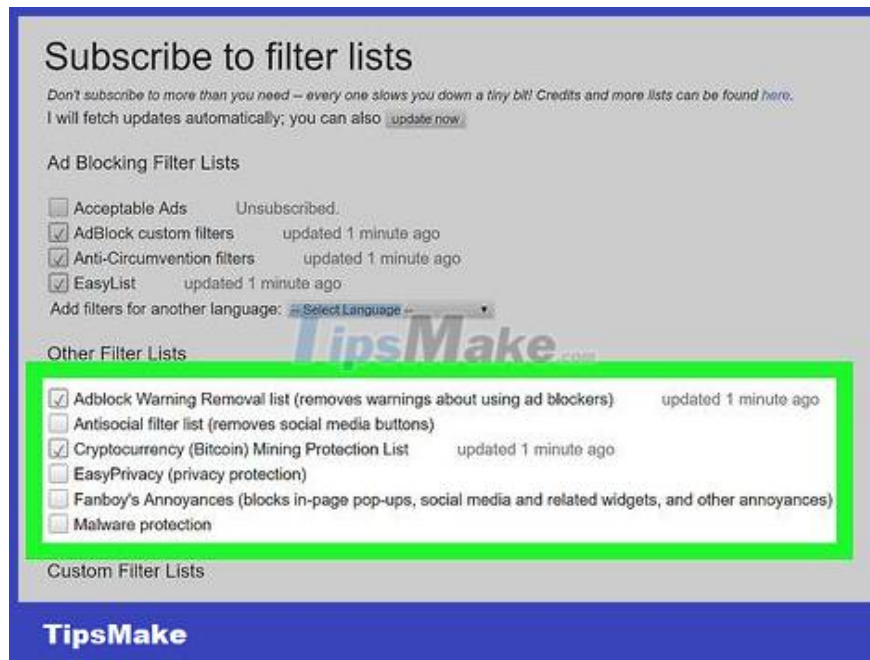 Subscribe to filter lists
Don't subscribe to more than you need -- every one slows you down a tiny bit! Credits and more lists can be found here.
I will fetch updates automatically; you can also update now
Ad Blocking Filter Lists
Acceptable Ads Unsubscribed.
AdBlock custom filters updated 1 minute ago
Anti-Circumvention filters updated 1 minute ago
EasyList updated 1 minute ago
Add filters for another language: -- Select Language --
TipsMake.com
Other Filter Lists
Adblock Warning Removal list (removes warnings about using ad blockers) updated 1 minute ago
Antisocial filter list (removes social media buttons)
Cryptocurrency (Bitcoin) Mining Protection List updated 1 minute ago
EasyPrivacy (privacy protection)
Fanboy's Annoyances (blocks in-page pop-ups, social media and related widgets, and other annoyances)
Malware protection
Custom Filter Lists
TipsMake